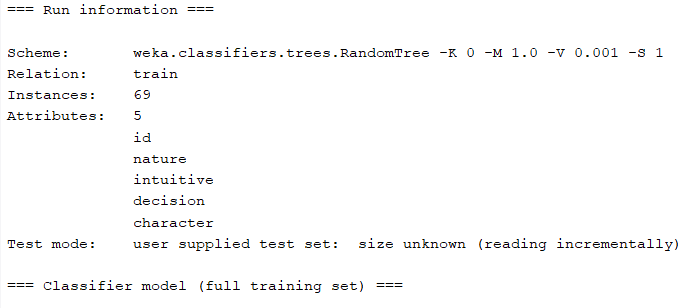 === Run information ===
Scheme: weka.classifiers.trees.RandomTree -K 0 -M 1.0 -V 0.001 -S 1
Relation: train
Instances: 69
Attributes: 5
id
nature
intuitive
decision
character
Test mode: user supplied test set: size unknown (reading incrementally)
=== Classifier model (full training set) ===